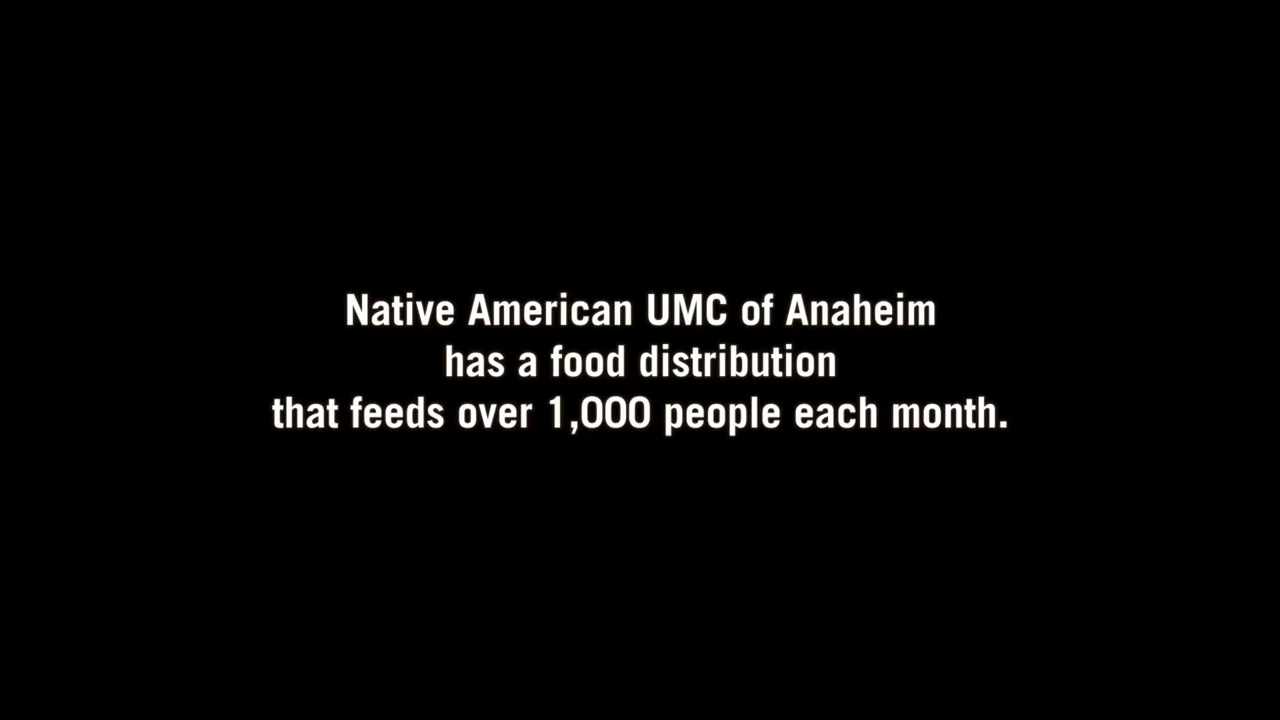 Native American UMC of Anaheim
has a food distribution
that feeds over 1,000 people each month.